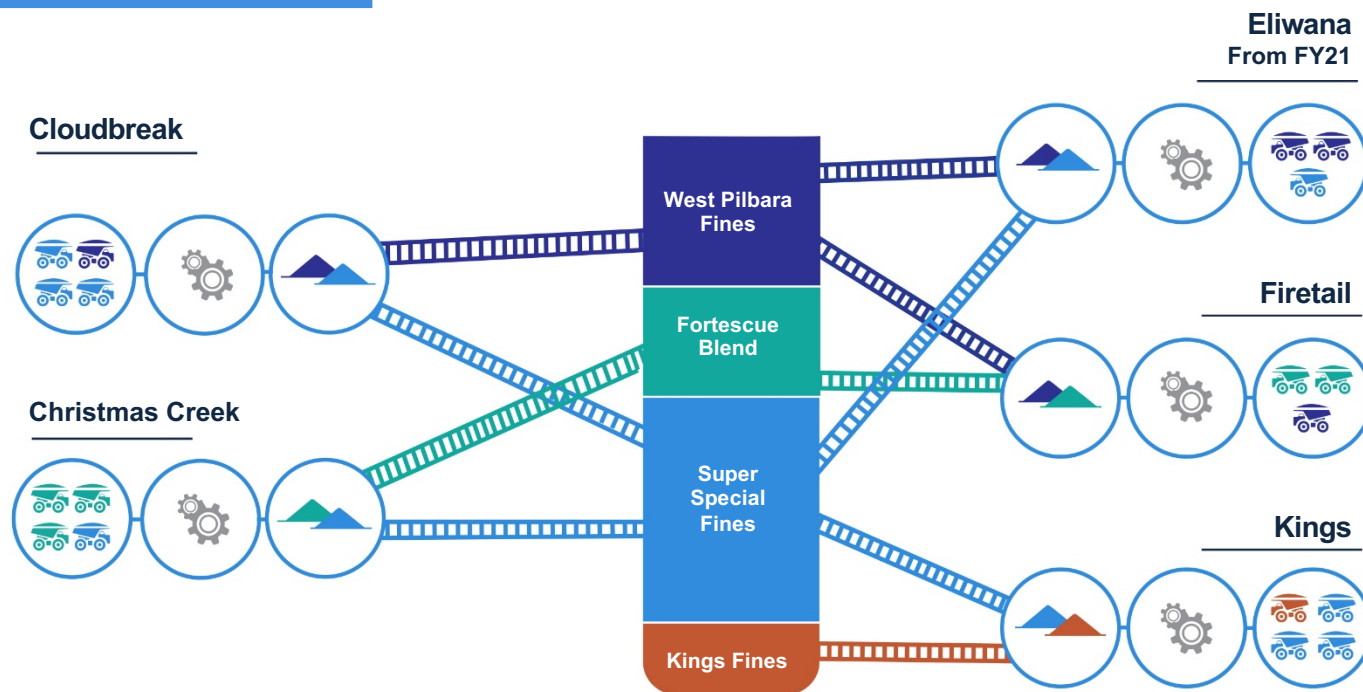 Eliwana
From FY21
Cloudbreak
West Pilbara
Fines
Firetail
Fortescue
Blend
Christmas Creek
Super
Special
Fines
Kings
Kings Fines